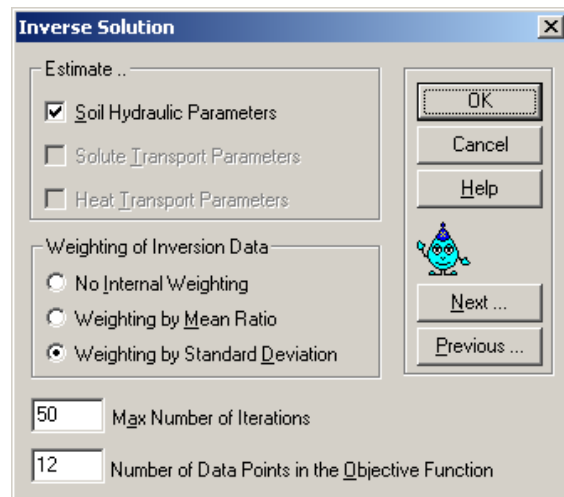 Inverse Solution
Estimate ..
Soil Hydraulic Parameters
Solute Transport Parameters
Heat Transport Parameters
Weighting of Inversion Data
No Internal Weighting
Weighting by Mean Ratio
Weighting by Standard Deviation
50 Max Number of Iterations
12 Number of Data Points in the Objective Function
OK
Cancel
Help
Next ...
Previous ...